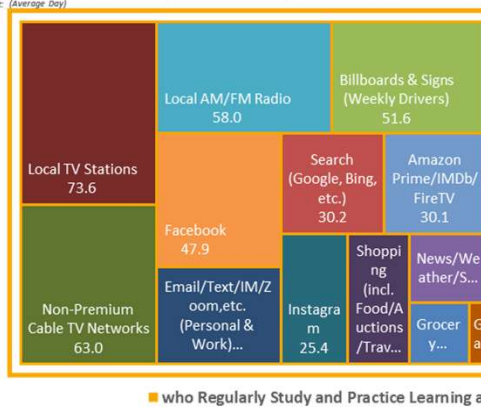 (Average Day)
Local TV Stations
73.6
Local AM/FM Radio
58.0
Billboards & Signs
(Weekly Drivers)
51.6
Facebook
47.9
Search
(Google, Bing,
etc.)
30.2
Amazon
Prime/IMDb/
FireTV
30.1
Non-Premium
Cable TV Networks
63.0
Email/Text/IM/Z
oom,etc.
(Personal &
Work)...
Instagra
m
25.4
Shoppi
ng
(incl.
Food/A
uctions
/Trav...
News/We
ather/S...
Grocer
y...
who Regularly Study and Practice Learning